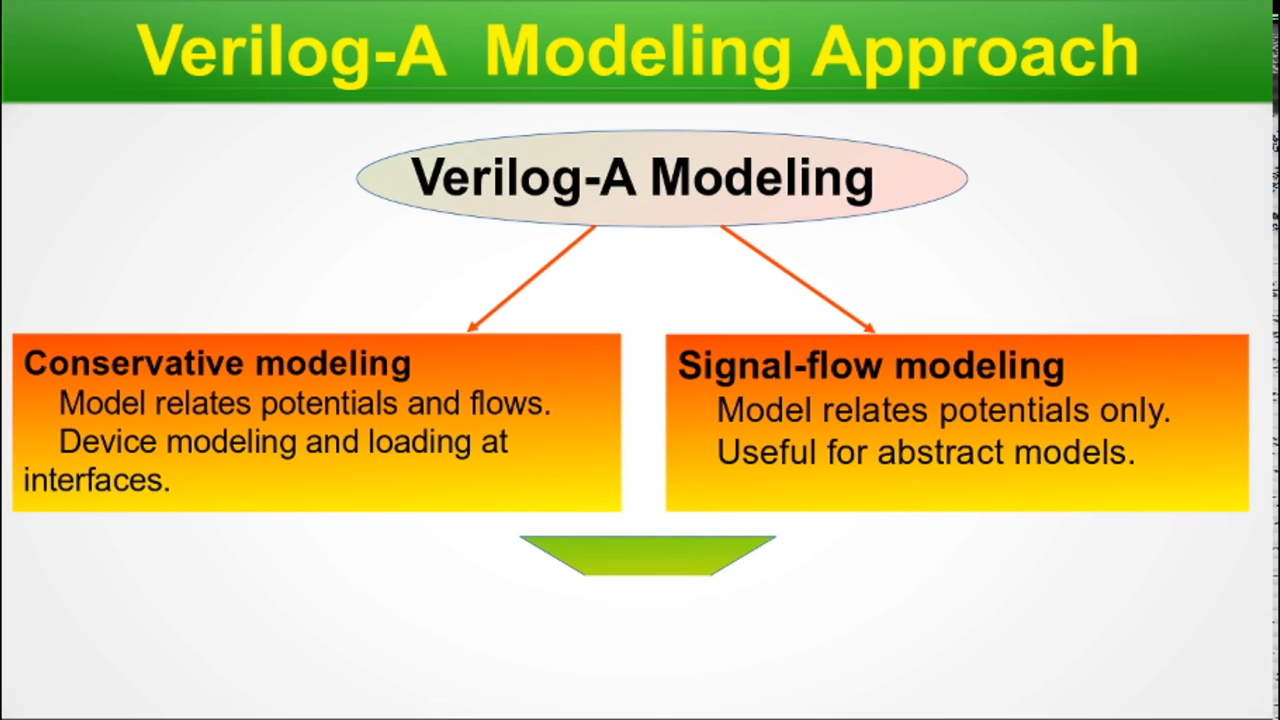 Verilog-A Modeling Approach
Verilog-A Modeling
Conservative modeling
Model relates potentials and flows.
Device modeling and loading at
interfaces.
Signal-flow modeling
Model relates potentials only.
Useful for abstract models.